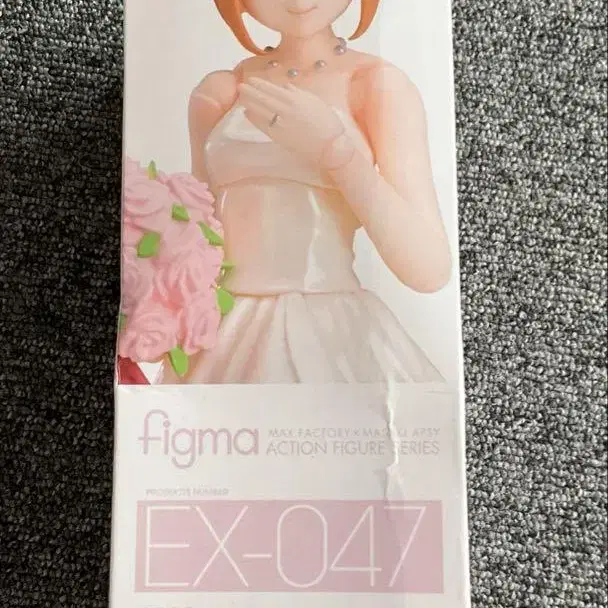 figma
MAX FACTORY × MASAKI APSY
ACTION FIGURE SERIES
PRODUCTS NUMBER
EX-047